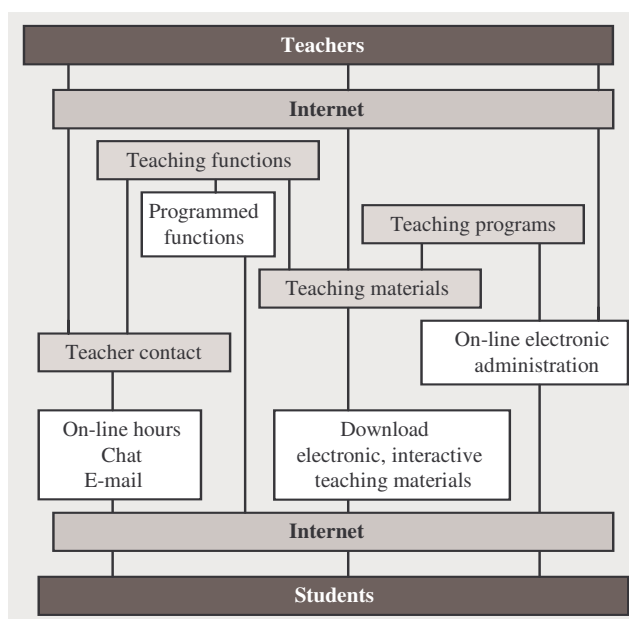 Teachers
Internet
Teaching functions
Programmed
functions
Teaching programs
Teaching materials
On-line electronic
administration
Teacher contact
On-line hours
Chat
E-mail
Download
electronic, interactive
teaching materials
Internet
Students